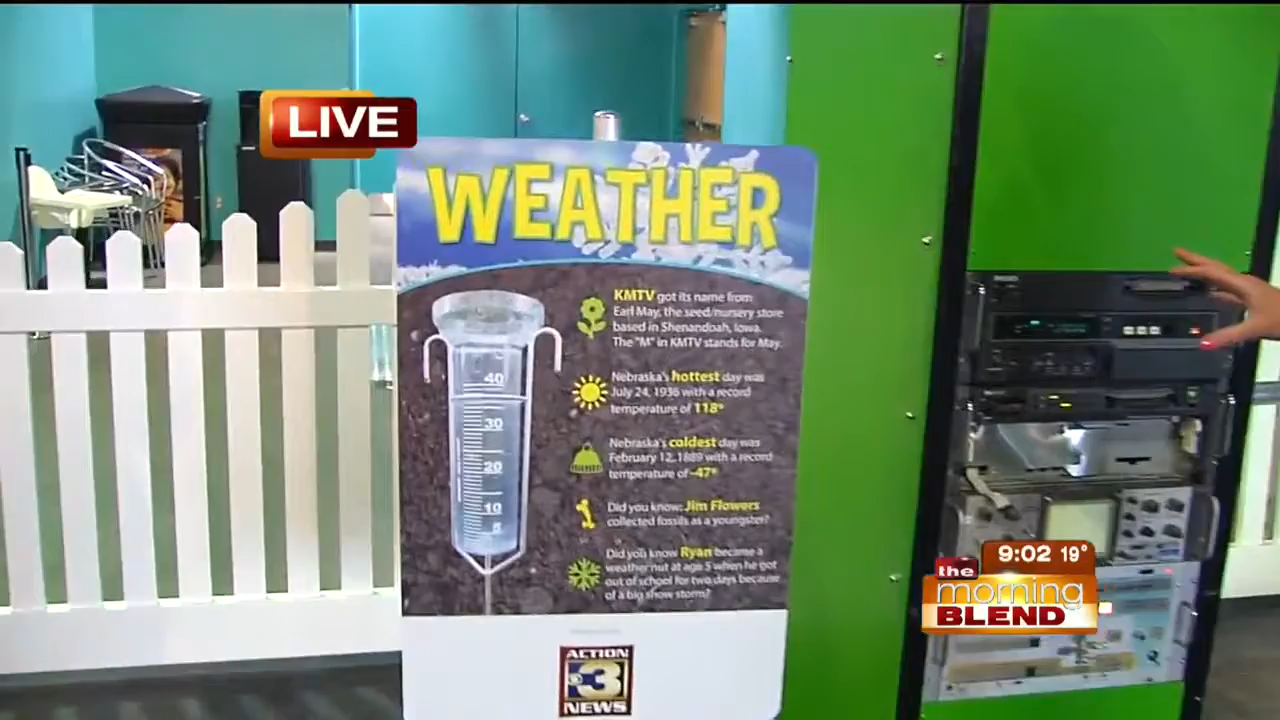 LIVE
WEATHER
KMTV got its name from
Earl May, the seed/nursery store
based in Shenandoah, Iowa.
The "M" in KMTV stands for May.
Nebraska's hottest day was
July 24, 1936 with a record
temperature of 118°
Nebraska's coldest day was
February 12, 1889 with a record
temperature of -47°
Did you know: Jim Flowers
collected fossils as a youngster?
Did you know Ryan became a
weather nut at age 5 when he got
out of school for two days because
of a big snow storm?
40
30
20
10
5
ACTION
3
NEWS
9:02 19°
the
morning
BLEND